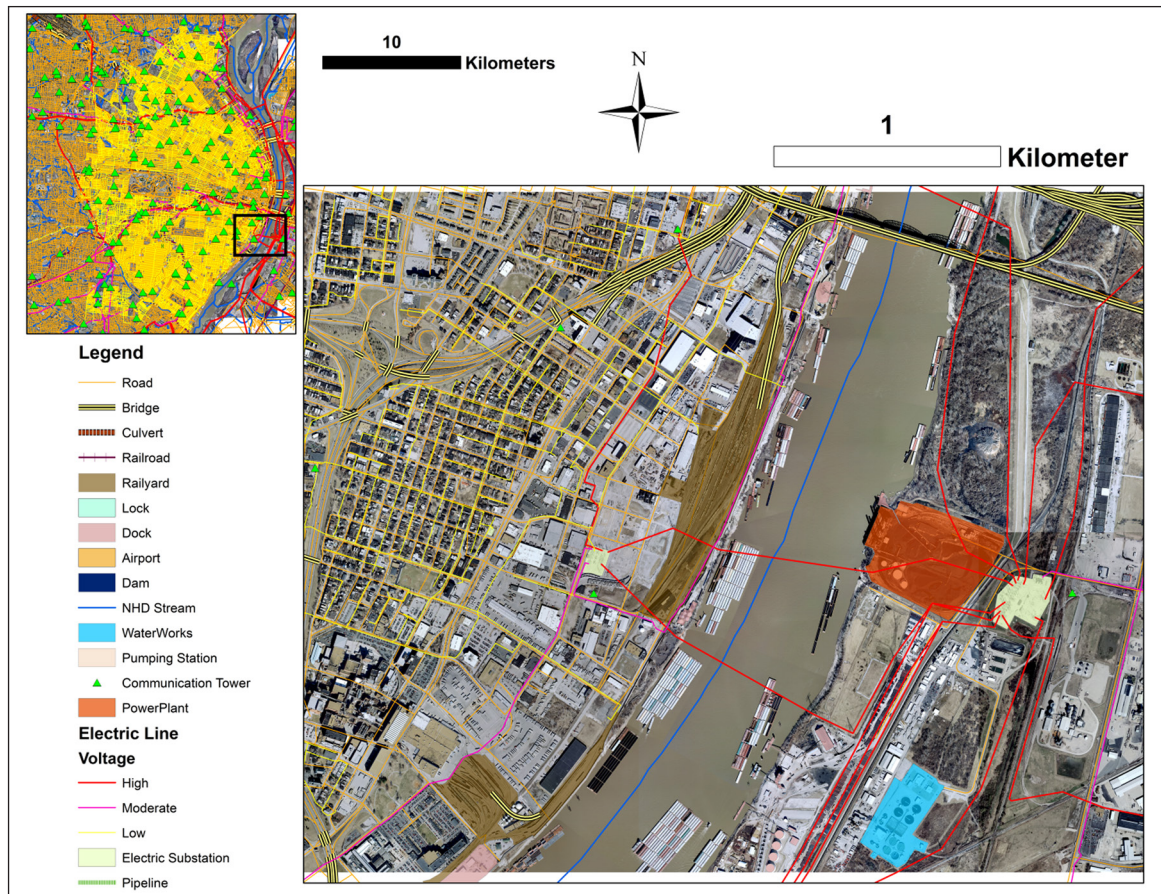 10
Kilometers
N
1
Kilometer
Legend
Road
Bridge
Culvert
Railroad
Railyard
Lock
Dock
Airport
Dam
NHD Stream
WaterWorks
Pumping Station
Communication Tower
PowerPlant
Electric Line
Voltage
High
Moderate
Low
Electric Substation
Pipeline